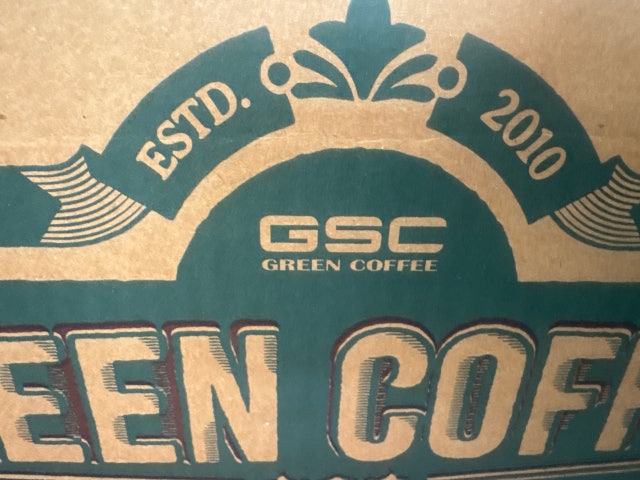 ESTD. 2010
GSC
GREEN COFFEE
EEN COFF